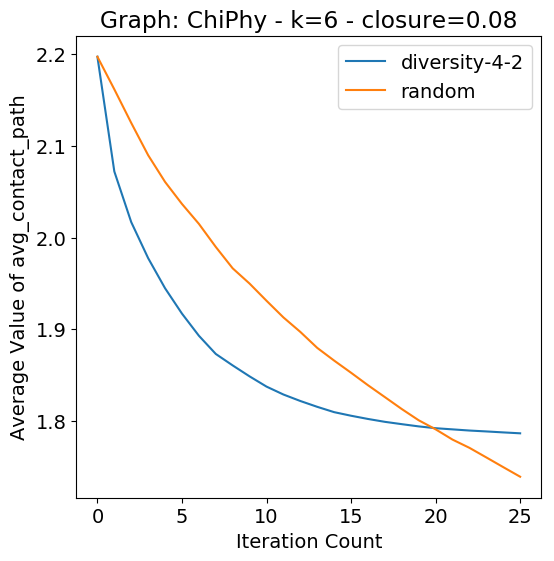 Graph: ChiPhy - k=6 - closure=0.08
diversity-4-2
random
Average Value of avg_contact_path
2.2
2.1
2.0
1.9
1.8
0 5 10 15 20 25
Iteration Count